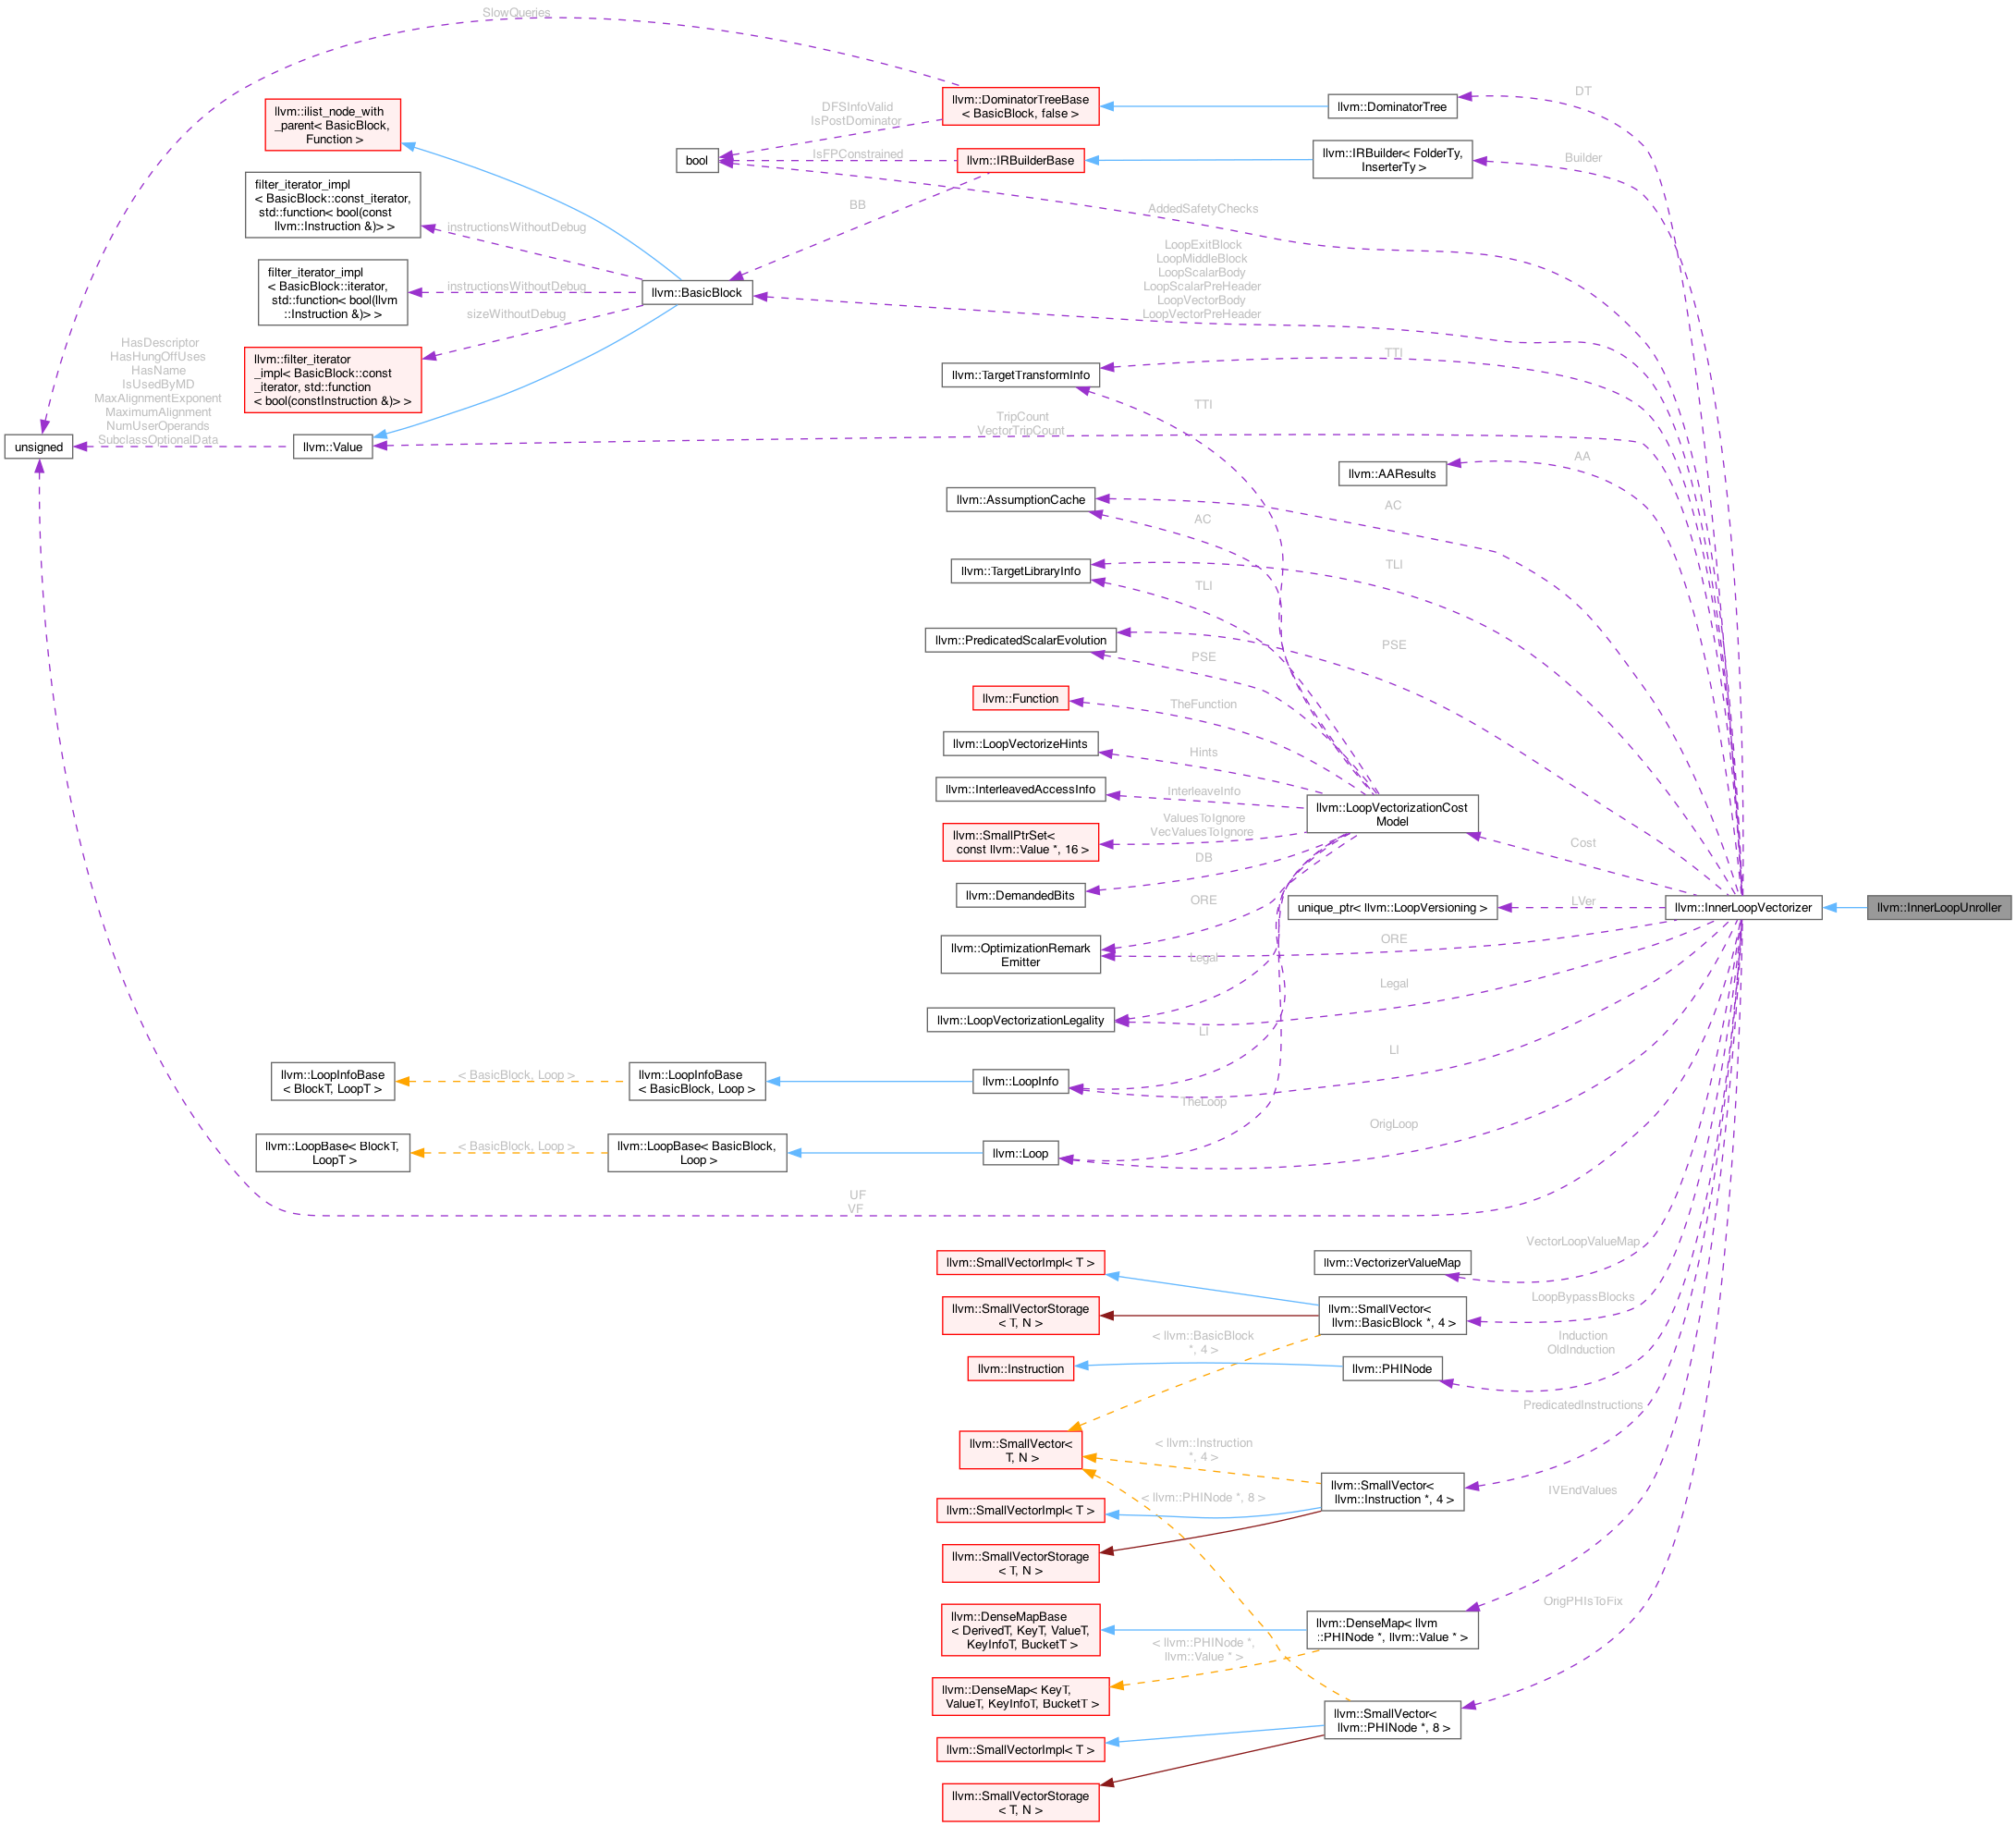 SlowQueries
DT
llvm::DominatorTreeBase
< BasicBlock, false >
llvm::DominatorTree
DFSInfoValid
IsPostDominator
llvm::ilist_node_with
_parent< BasicBlock,
Function >
bool
IsFPConstrained
llvm::IRBuilderBase
llvm::IRBuilder< FolderTy,
InserterTy >
Builder
filter_iterator_impl
< BasicBlock::const_iterator,
std::function< bool(const
llvm::Instruction &)> >
instructionsWithoutDebug
BB
AddedSafetyChecks
LoopExitBlock
LoopMiddleBlock
LoopScalarBody
LoopScalarPreHeader
LoopVectorBody
LoopVectorPreHeader
filter_iterator_impl
< BasicBlock::iterator,
std::function< bool(llvm
::Instruction &)> >
instructionsWithoutDebug
llvm::BasicBlock
sizeWithoutDebug
llvm::filter_iterator
_impl< BasicBlock::const
_iterator, std::function
< bool(constInstruction &)> >
HasDescriptor
HasHungOffUses
HasName
IsUsedByMD
MaxAlignmentExponent
MaximumAlignment
NumUserOperands
SubclassOptionalData
unsigned
llvm::Value
TTI
llvm::TargetTransformInfo
TTI
TripCount
VectorTripCount
AA
llvm::AAResults
llvm::AssumptionCache
AC
AC
llvm::TargetLibraryInfo
TLI
TLI
llvm::PredicatedScalarEvolution
PSE
PSE
llvm::Function
TheFunction
llvm::LoopVectorizeHints
Hints
llvm::InterleavedAccessInfo
InterleaveInfo
llvm::LoopVectorizationCost
Model
llvm::SmallPtrSet<
const llvm::Value *, 16 >
ValuesToIgnore
VecValuesToIgnore
Cost
DB
llvm::DemandedBits
ORE
unique_ptr< llvm::LoopVersioning >
LVer
llvm::InnerLoopVectorizer
llvm::InnerLoopUnroller
llvm::OptimizationRemark
Emitter
ORE
Legal
Legal
llvm::LoopVectorizationLegality
LI
LI
llvm::LoopInfoBase
< BlockT, LoopT >
< BasicBlock, Loop >
llvm::LoopInfoBase
< BasicBlock, Loop >
llvm::LoopInfo
TheLoop
OrigLoop
llvm::LoopBase< BlockT,
LoopT >
< BasicBlock, Loop >
llvm::LoopBase< BasicBlock,
Loop >
llvm::Loop
UF
VF
VectorLoopValueMap
llvm::SmallVectorImpl< T >
llvm::VectorizerValueMap
LoopBypassBlocks
llvm::SmallVectorStorage
< T, N >
llvm::SmallVector<
llvm::BasicBlock *, 4 >
< llvm::BasicBlock
*, 4 >
Induction
OldInduction
llvm::Instruction
llvm::PHINode
PredicatedInstructions
llvm::SmallVector<
T, N >
< llvm::Instruction
*, 4 >
llvm::SmallVector<
llvm::Instruction *, 4 >
IVEndValues
< llvm::PHINode *, 8 >
llvm::SmallVectorImpl< T >
llvm::SmallVectorStorage
< T, N >
OrigPHIsToFix
llvm::DenseMapBase
< DerivedT, KeyT, ValueT,
KeyInfoT, BucketT >
llvm::DenseMap< llvm
::PHINode *, llvm::Value * >
< llvm::PHINode *,
llvm::Value * >
llvm::DenseMap< KeyT,
ValueT, KeyInfoT, BucketT >
llvm::SmallVector<
llvm::PHINode *, 8 >
llvm::SmallVectorImpl< T >
llvm::SmallVectorStorage
< T, N >